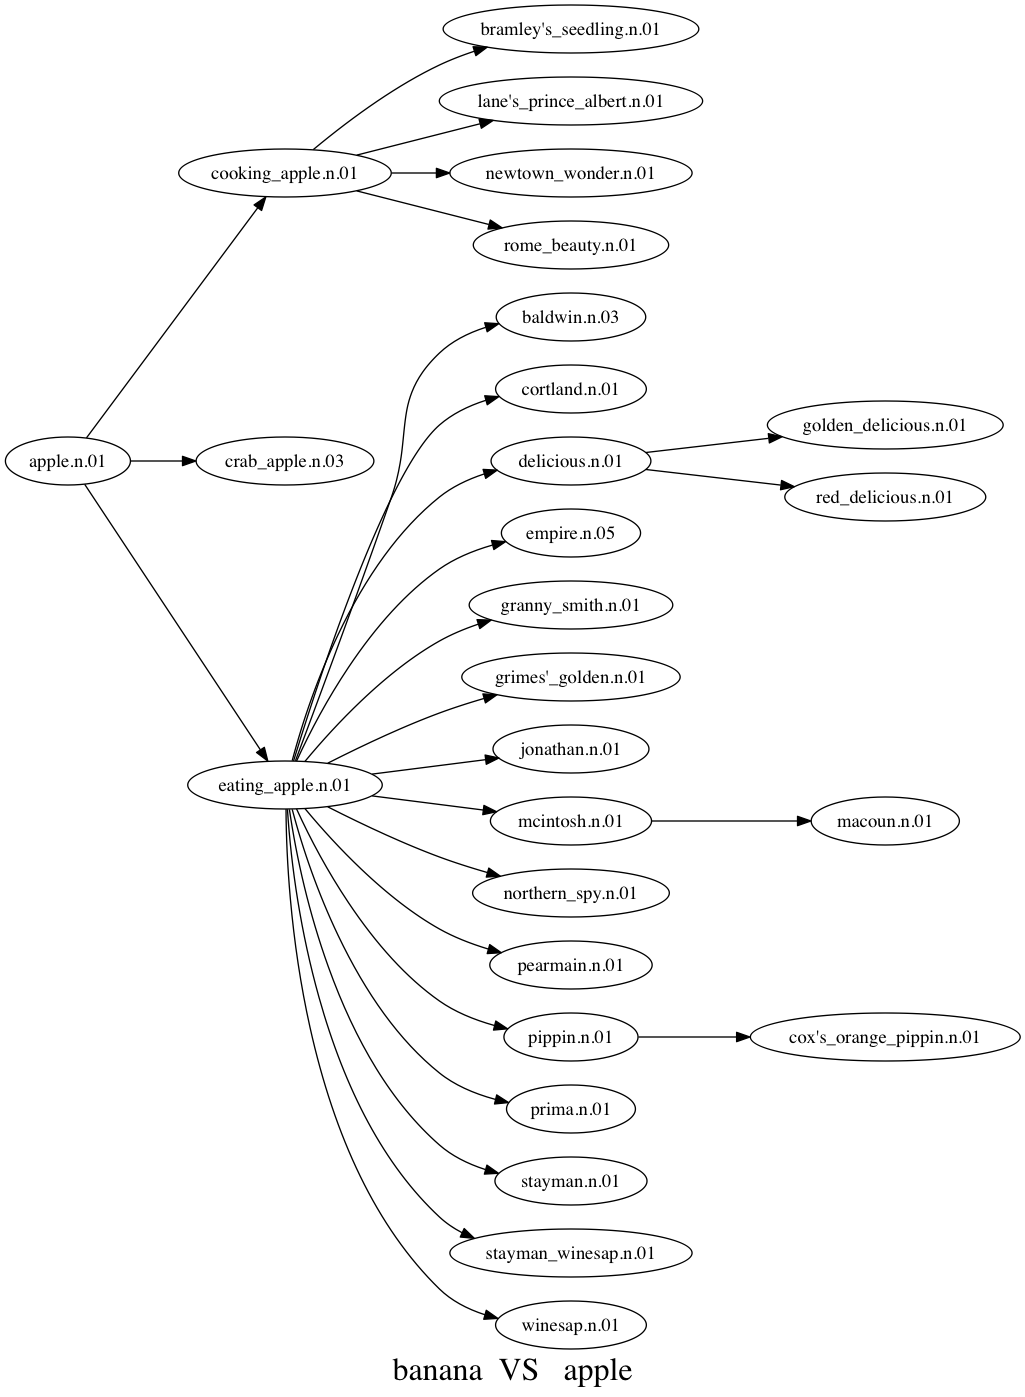 bramley's_seedling.n.01
lane's_prince_albert.n.01
cooking_apple.n.01
newtown_wonder.n.01
rome_beauty.n.01
baldwin.n.03
cortland.n.01
golden_delicious.n.01
apple.n.01
crab_apple.n.03
delicious.n.01
red_delicious.n.01
empire.n.05
granny_smith.n.01
grimes'_golden.n.01
jonathan.n.01
eating_apple.n.01
mcintosh.n.01
macoun.n.01
northern_spy.n.01
pearmain.n.01
pippin.n.01
cox's_orange_pippin.n.01
prima.n.01
stayman.n.01
stayman_winesap.n.01
winesap.n.01
banana VS apple